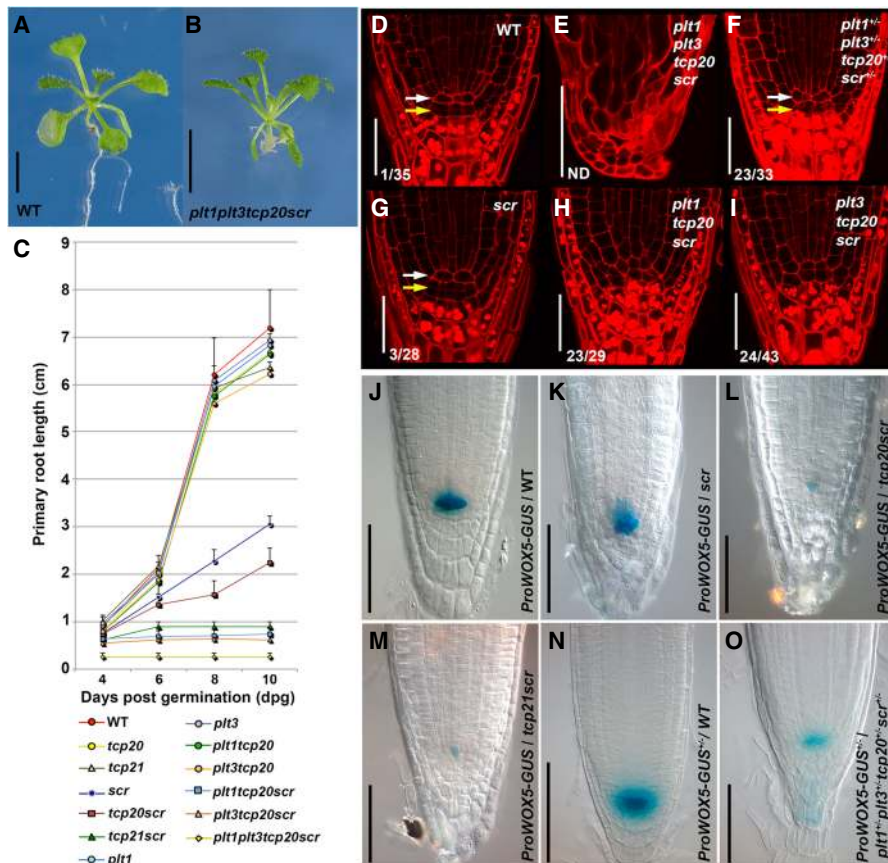 A
B
WT
plt1plt3tcp20scr
C
9
8
7
6
5
4
3
2
1
0
Primary root length (cm)
4 6 8 10
Days post germination (dpg)
WT
tcp20
tcp21
scr
tcp20scr
tcp21scr
plt1
plt3
plt1tcp20
plt3tcp20
plt1tcp20scr
plt3tcp20scr
plt1plt3tcp20scr
D
WT
1/35
E
plt1
plt3
tcp20
scr
ND
F
plt1+/-
plt3+/-
tcp20+
scr+/-
23/33
G
scr
3/28
H
plt1
tcp20
scr
23/29
I
plt3
tcp20
scr
24/43
J
ProWOX5-GUS / WT
K
ProWOX5-GUS / scr
L
ProWOX5-GUS / tcp20scr
M
ProWOX5-GUS / tcp21scr
N
ProWOX5-GUS+/- / WT
O
ProWOX5-GUS+/- /
plt1+/-plt3+/-tcp20+/-scr+/-